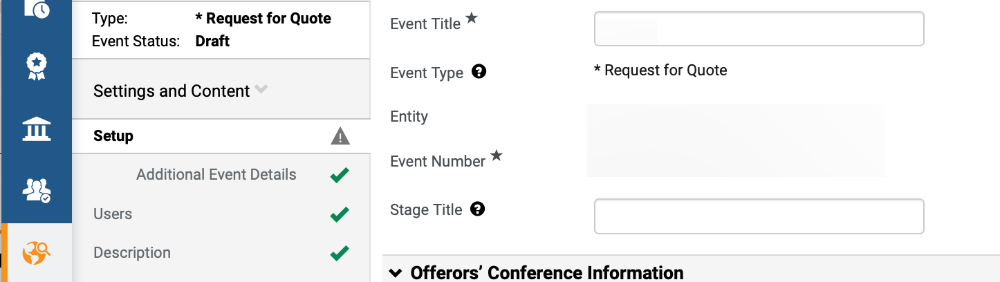 Type: * Request for Quote
Event Status: Draft
Settings and Content
Setup
Additional Event Details
Users
Description
Event Title ★
Event Type ? * Request for Quote
Entity
Event Number ★
Stage Title ?
Offerors’ Conference Information